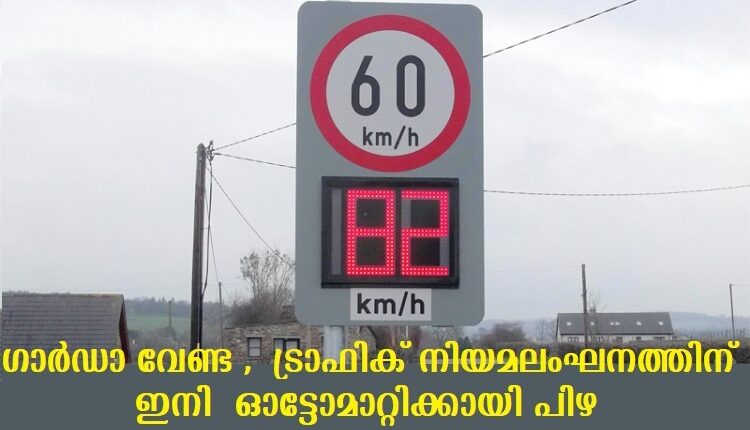 60
km/h
82
km/h
ഗാർഡാ വേണ്ട , ട്രാഫിക് നിയമലംഘനത്തിന്
ഇനി ഓട്ടോമാറ്റിക്കായി പിഴ